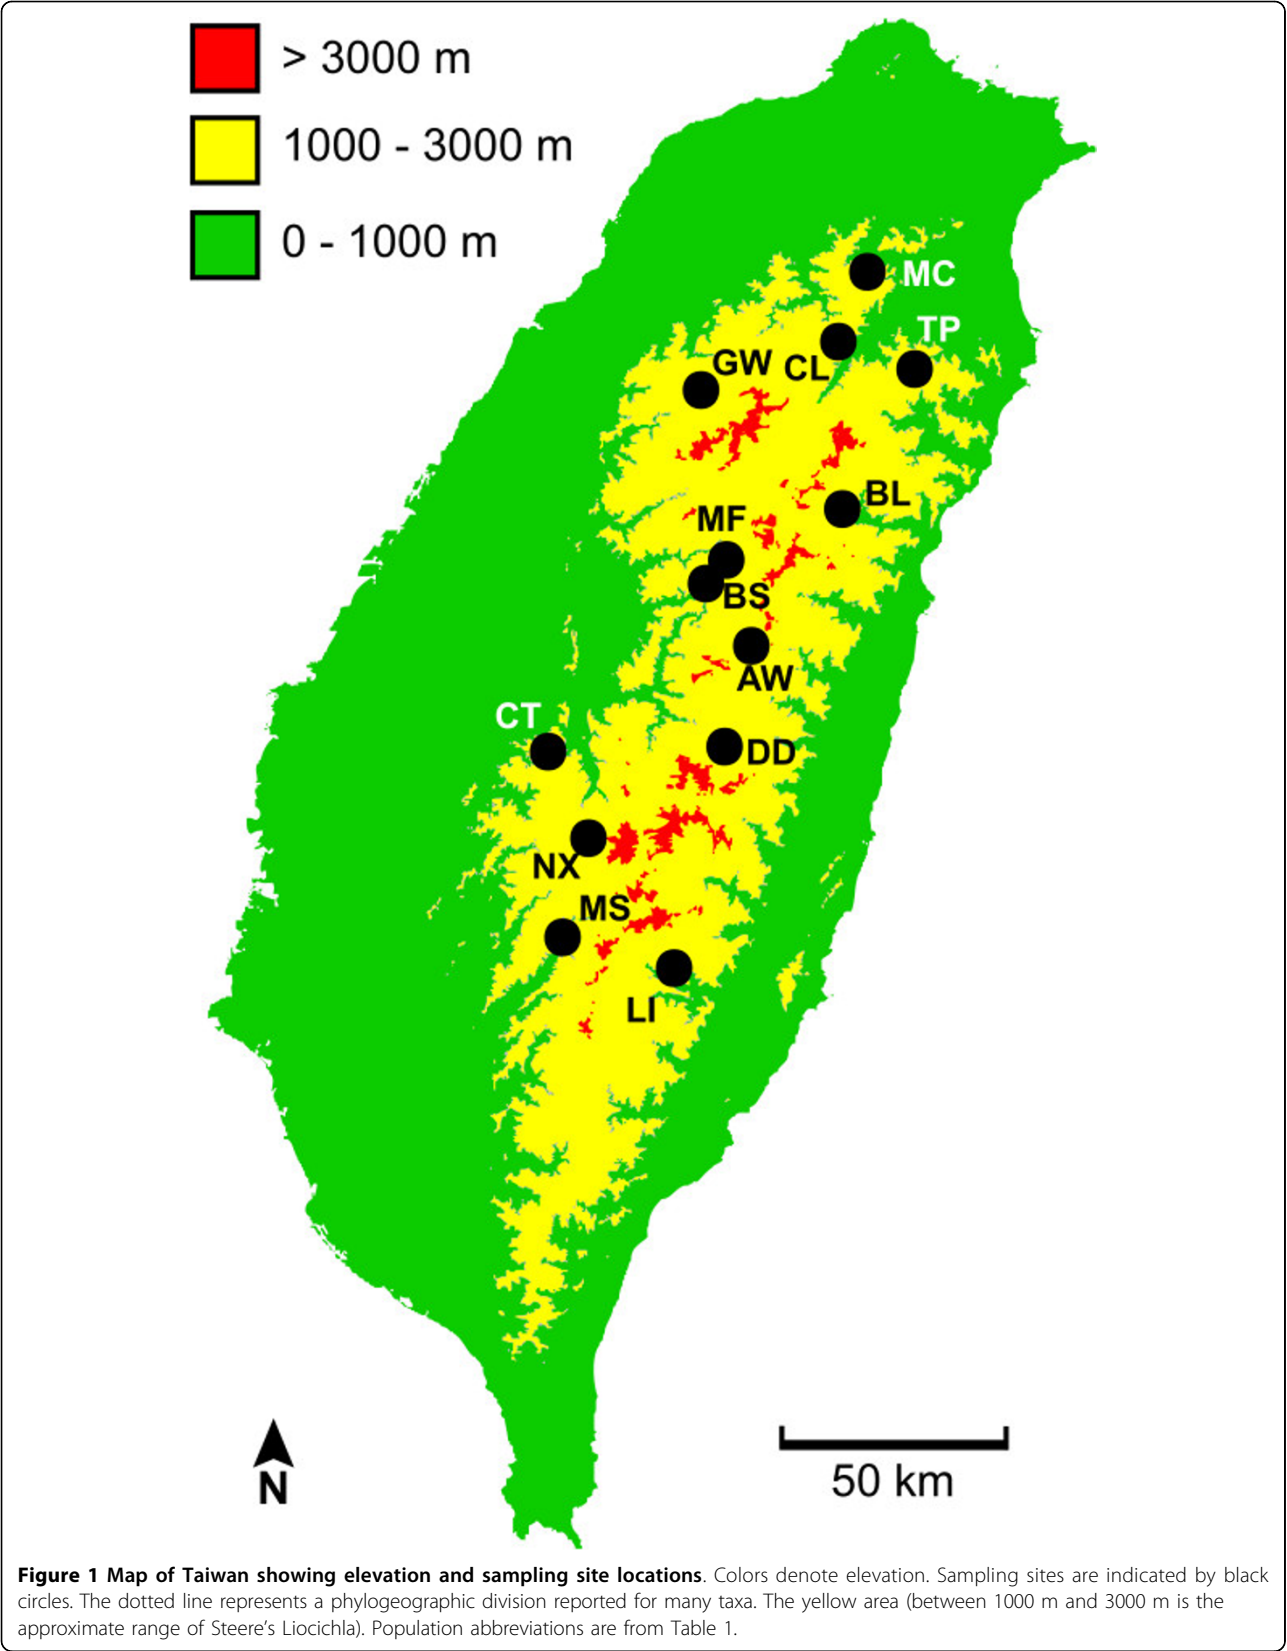 > 3000 m
1000 - 3000 m
0 - 1000 m
MC
TP
GW
CL
BL
MF
BS
AW
CT
DD
NX
MS
LI
N
50 km
Figure 1 Map of Taiwan showing elevation and sampling site locations. Colors denote elevation. Sampling sites are indicated by black
circles. The dotted line represents a phylogeographic division reported for many taxa. The yellow area (between 1000 m and 3000 m is the
approximate range of Steere's Liocichla). Population abbreviations are from Table 1.